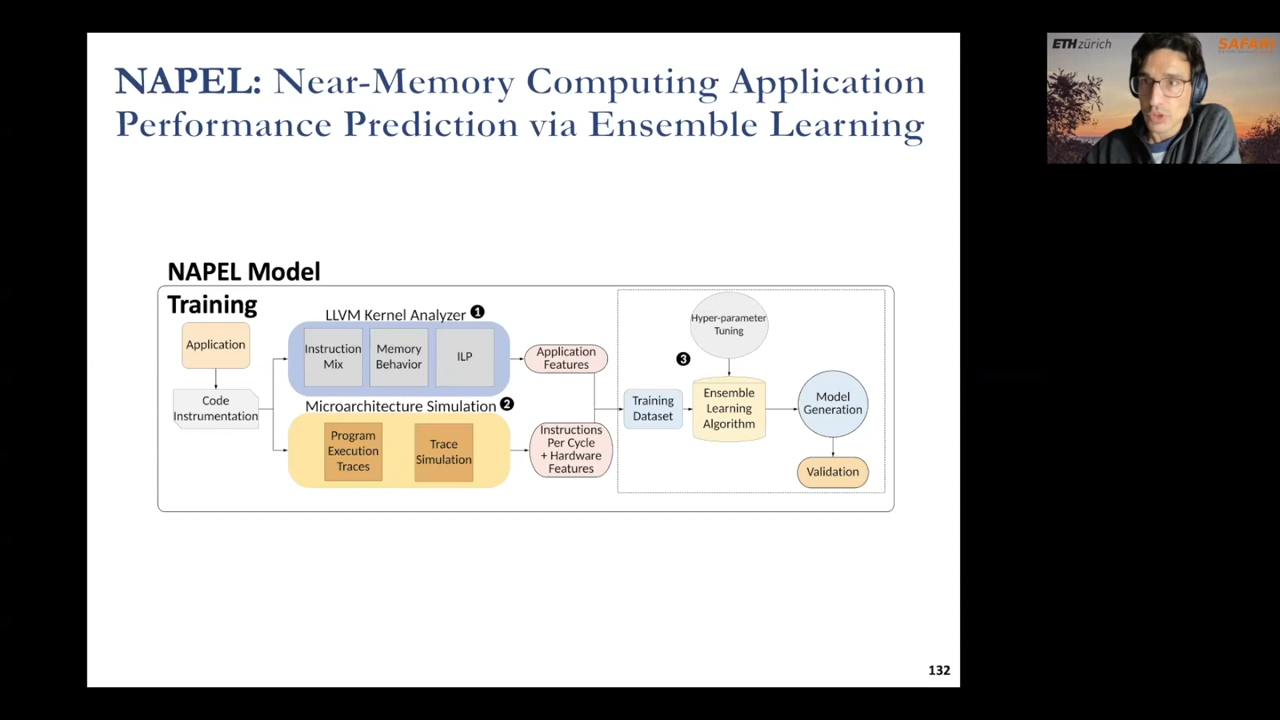 NAPEL: Near-Memory Computing Application
Performance Prediction via Ensemble Learning
ETH zürich
SAFARI
NAPEL Model
Training
Application
Code
Instrumentation
LLVM Kernel Analyzer 1
Instruction
Mix
Memory
Behavior
ILP
Microarchitecture Simulation 2
Program
Execution
Traces
Trace
Simulation
Application
Features
Instructions
Per Cycle
+ Hardware
Features
Hyper-parameter
Tuning
3
Training
Dataset
Ensemble
Learning
Algorithm
Model
Generation
Validation
132